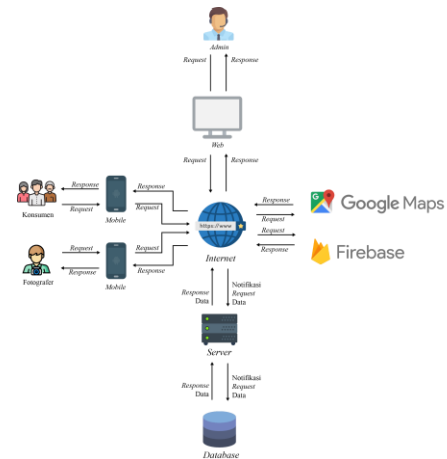 Admin
Request
Response
Web
Request
Response
Response
Request
Konsumen
Mobile
Response
Request
https://www
Internet
Response
Request
Request
Response
Google Maps
Firebase
Request
Response
Fotografer
Mobile
Request
Response
Response
Data
Notifikasi
Request
Data
Server
Response
Data
Notifikasi
Request
Data
Database